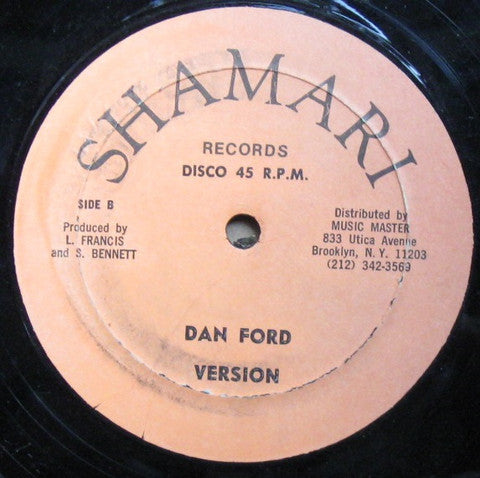 SHAMARI
RECORDS
DISCO 45 R.P.M.
SIDE B
Produced by
L. FRANCIS
and S. BENNETT
Distributed by
MUSIC MASTER
833 Utica Avenue
Brooklyn, N. Y. 11203
(212) 342-3569
DAN FORD
VERSION